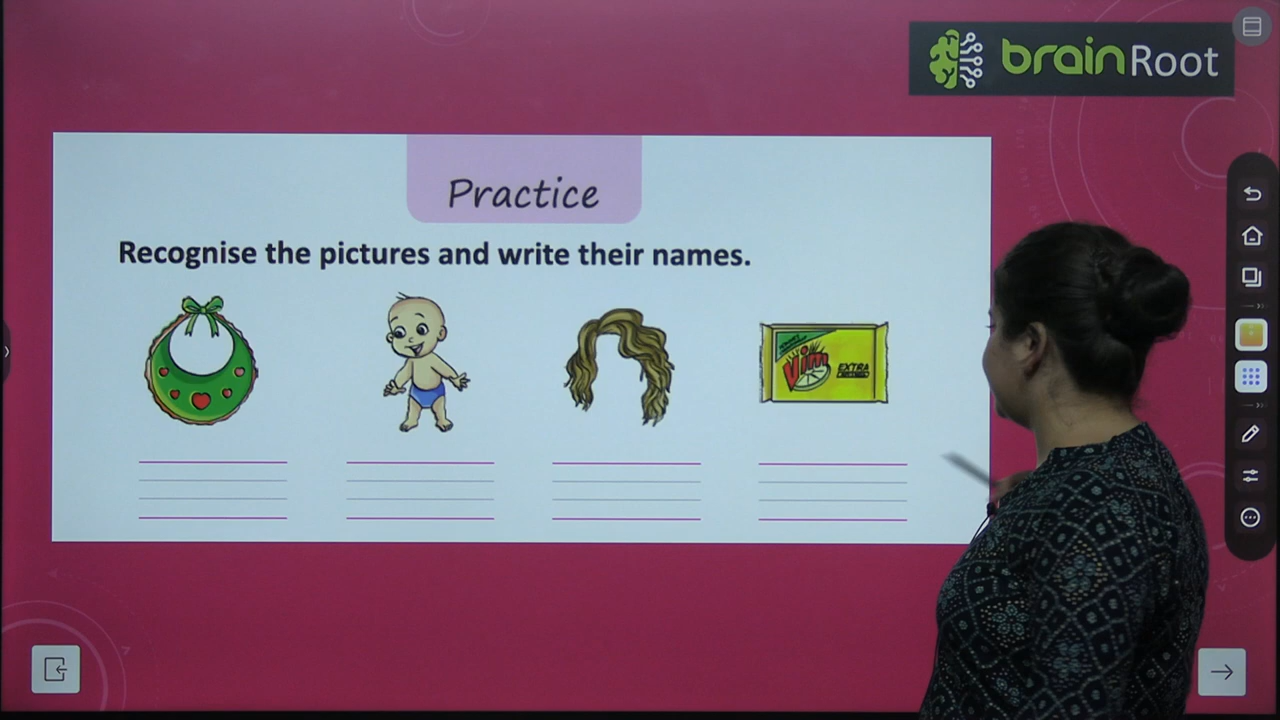 brainRoot
Practice
Recognise the pictures and write their names.
Vim
EXTRA